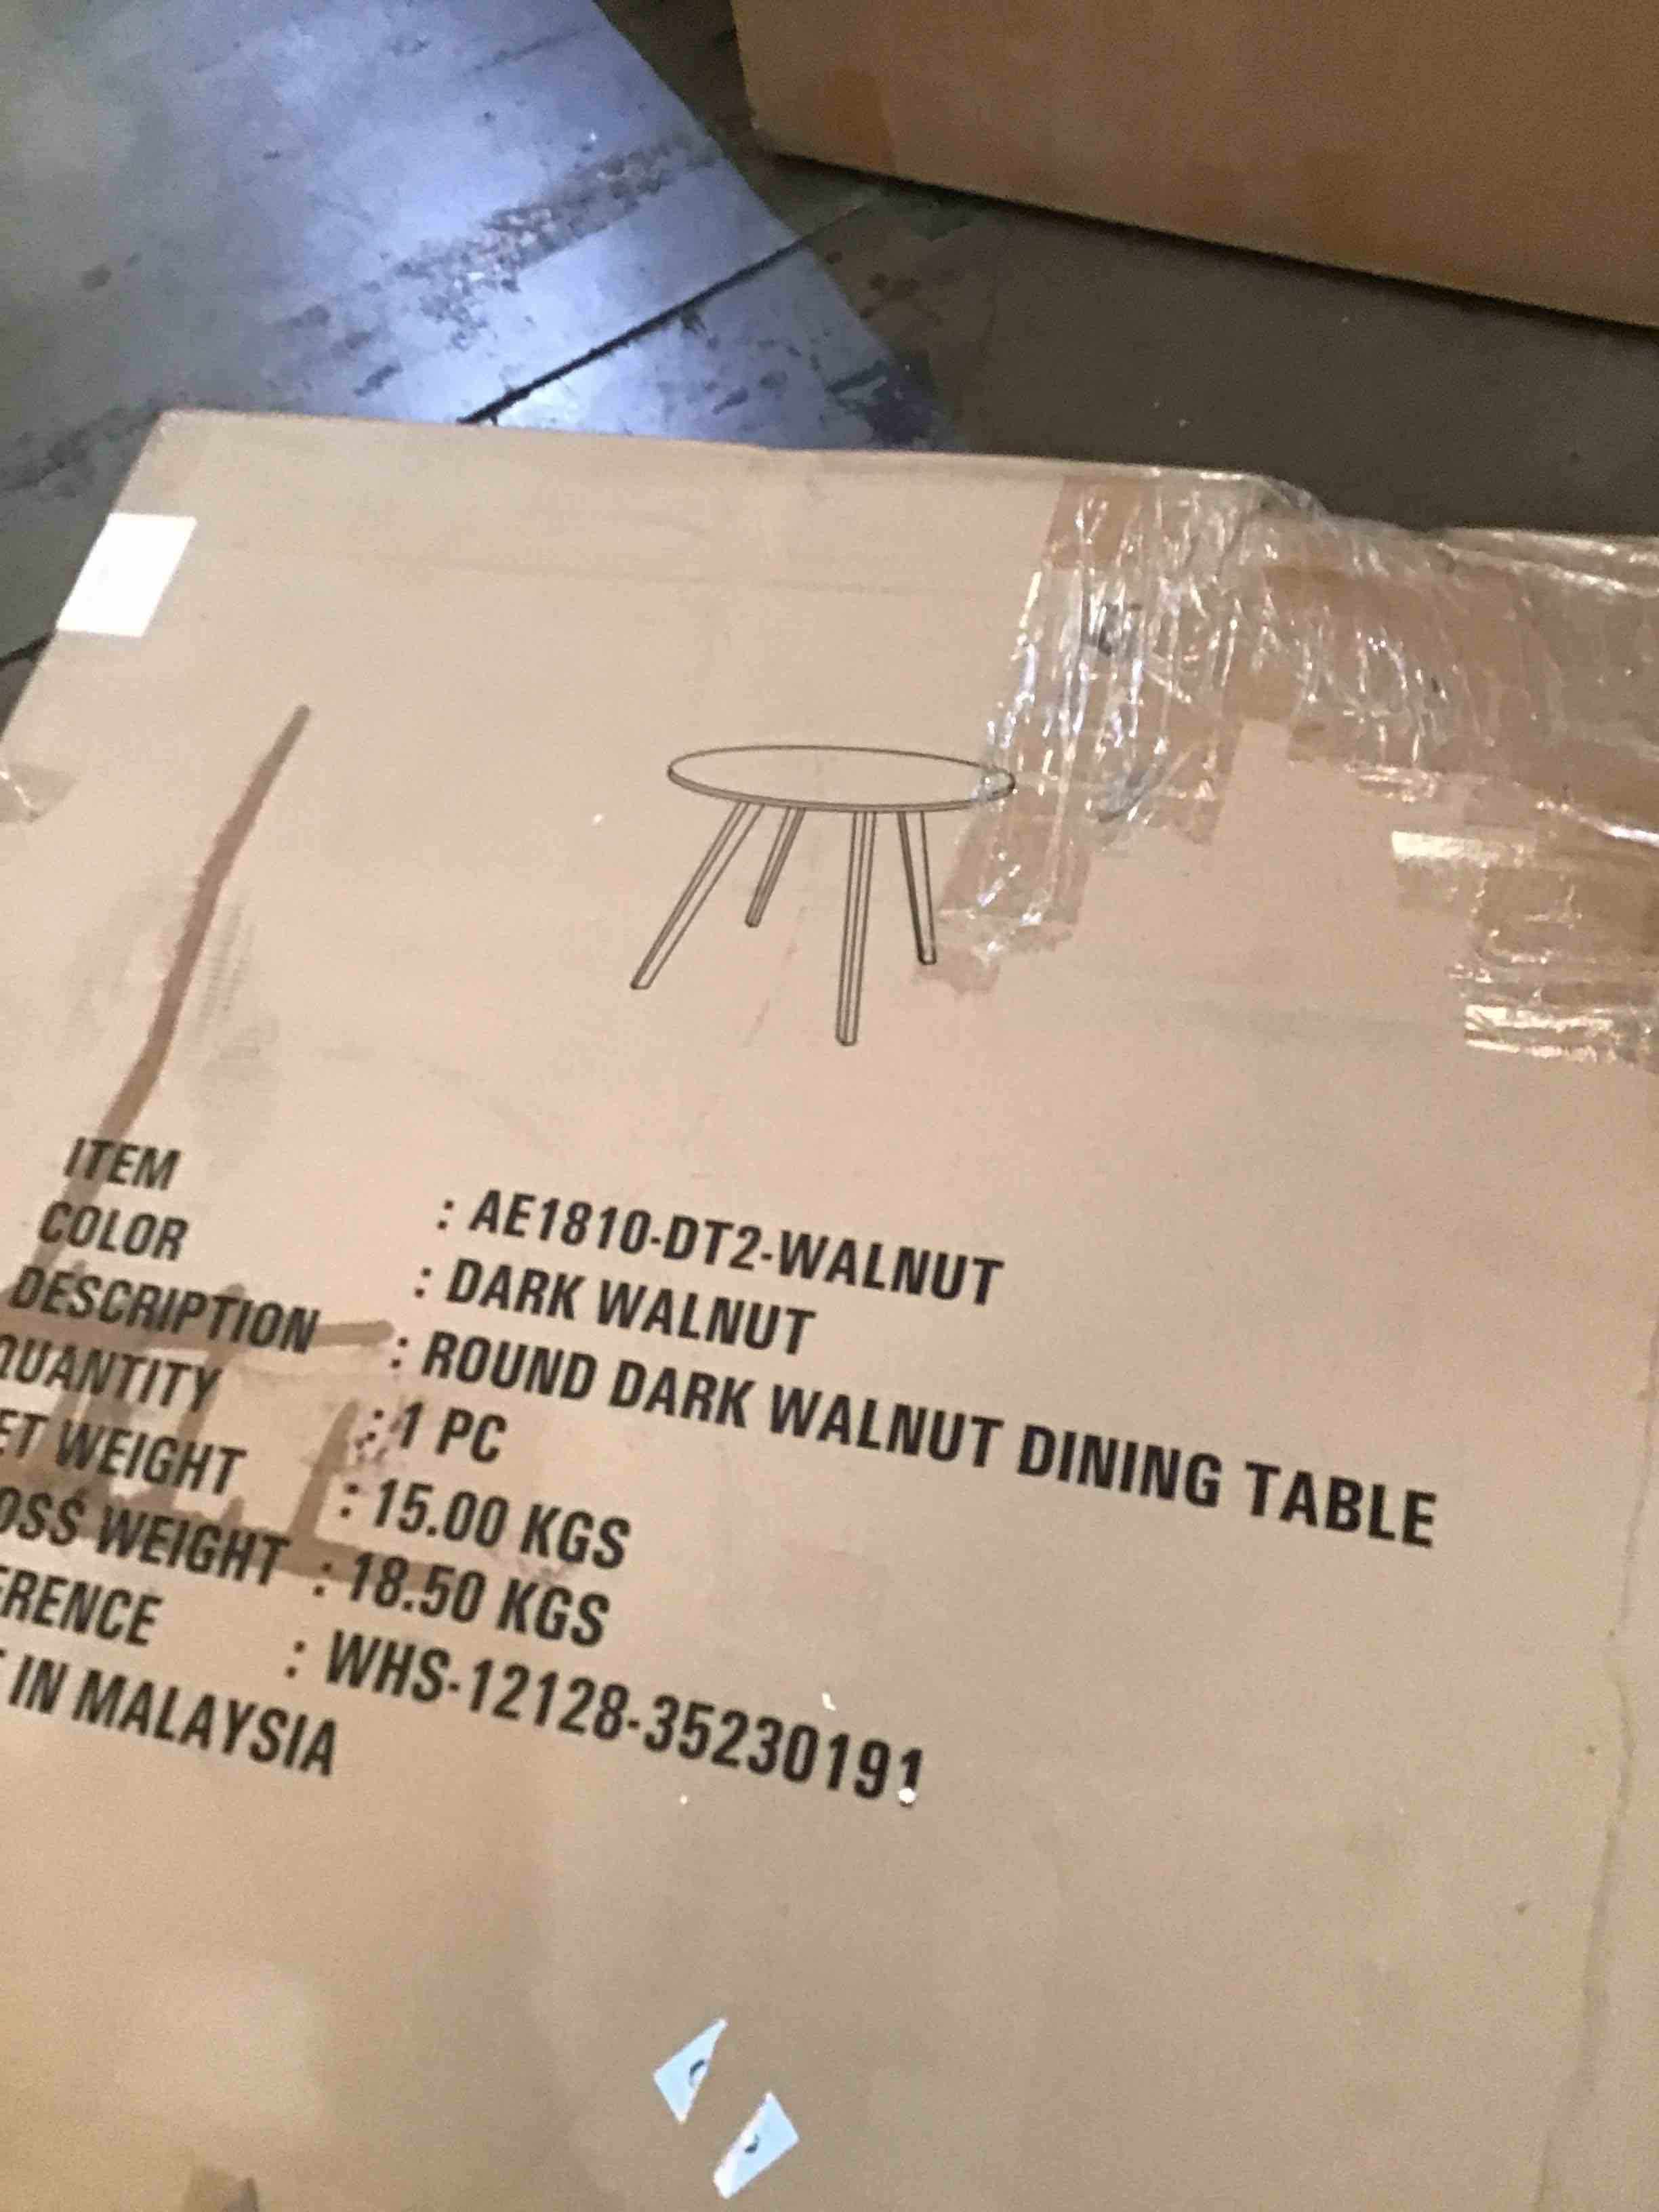 ITEM : AE1810-DT2-WALNUT
COLOR : DARK WALNUT
DESCRIPTION : ROUND DARK WALNUT DINING TABLE
QUANTITY : 1 PC
ET WEIGHT : 15.00 KGS
OSS WEIGHT : 18.50 KGS
ERENCE : WHS-12128-35230191
IN MALAYSIA